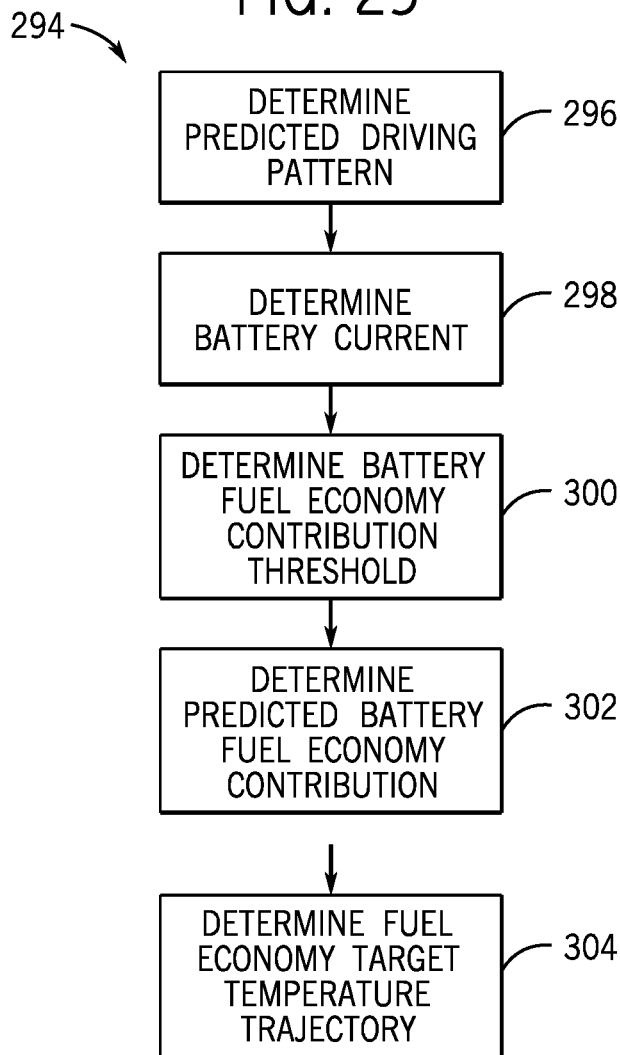 FIG.
294
DETERMINE
PREDICTED DRIVING
PATTERN
296
DETERMINE
BATTERY CURRENT
298
DETERMINE BATTERY
FUEL ECONOMY
CONTRIBUTION
THRESHOLD
300
DETERMINE
PREDICTED BATTERY
FUEL ECONOMY
CONTRIBUTION
302
DETERMINE FUEL
ECONOMY TARGET
TEMPERATURE
TRAJECTORY
304